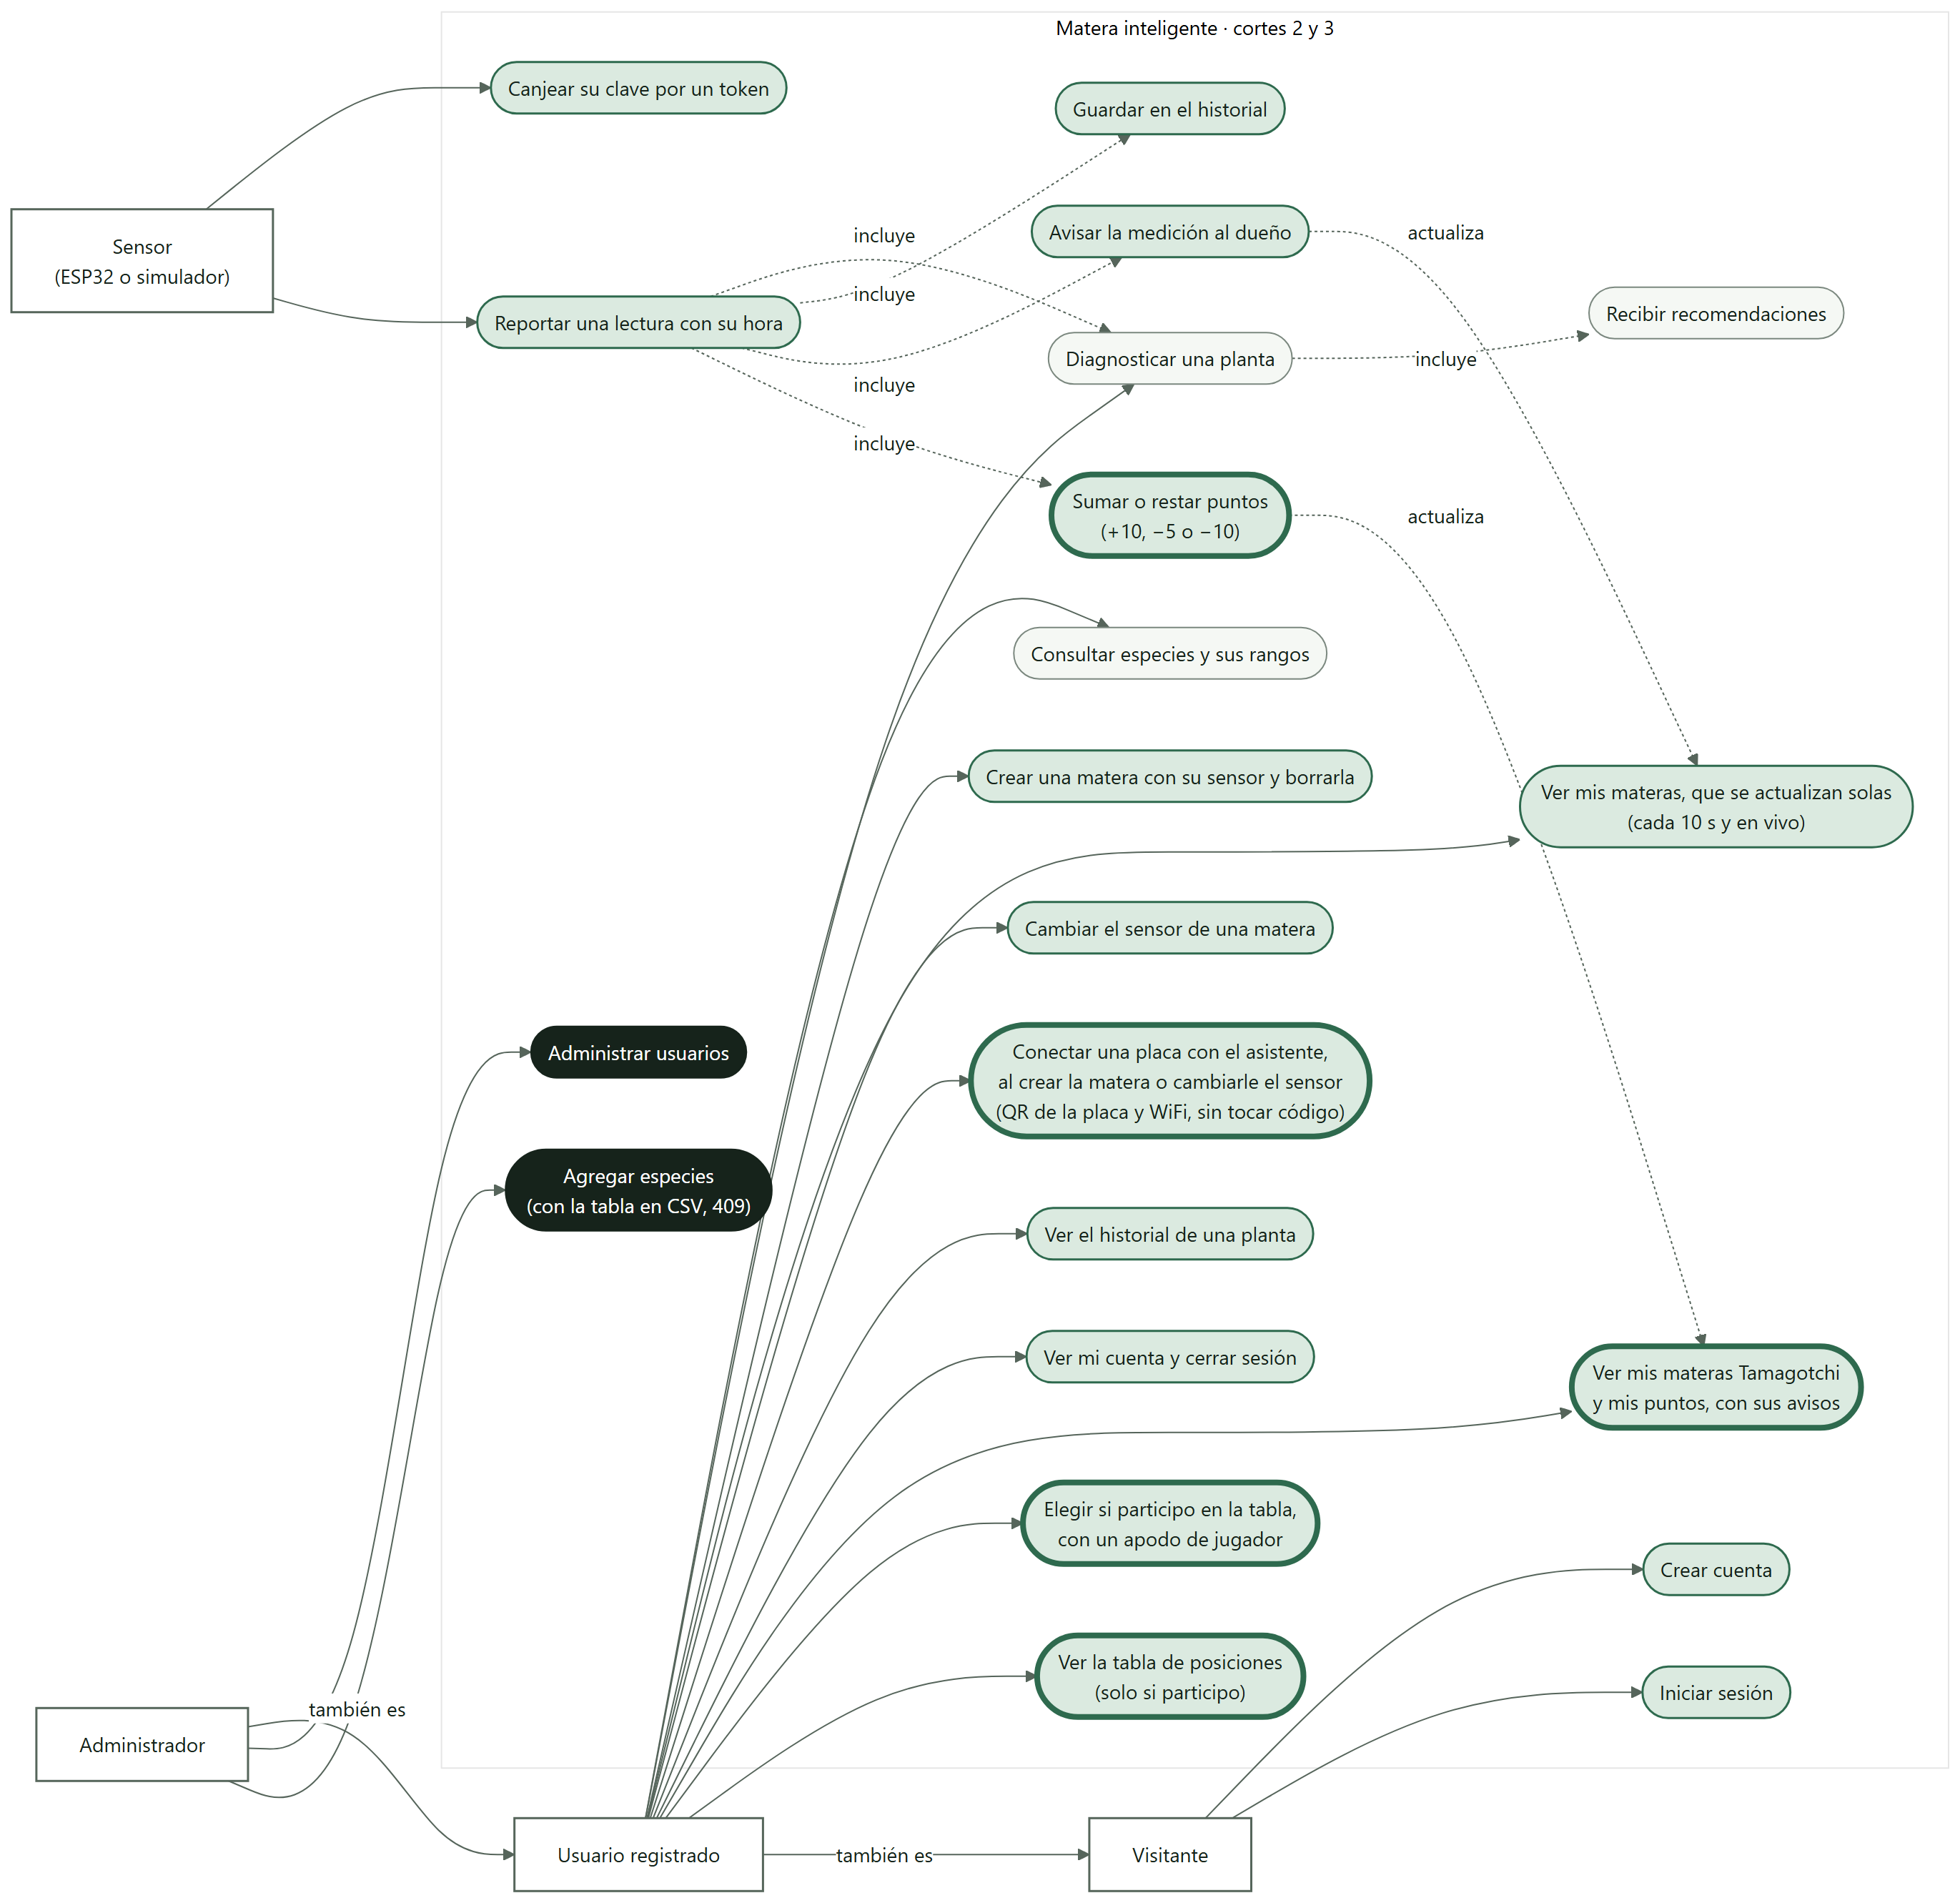 Matera inteligente · cortes 2 y 3
Canjear su clave por un token
Guardar en el historial
Sensor
(ESP32 o simulador)
incluye
Avisar la medición al dueño
actualiza
incluye
Reportar una lectura con su hora
Recibir recomendaciones
Diagnosticar una planta
incluye
incluye
incluye
Sumar o restar puntos
(+10, −5 o −10)
actualiza
Consultar especies y sus rangos
Crear una matera con su sensor y borrarla
Ver mis materas, que se actualizan solas
(cada 10 s y en vivo)
Cambiar el sensor de una matera
Administrar usuarios
Conectar una placa con el asistente,
al crear la matera o cambiarle el sensor
(QR de la placa y WiFi, sin tocar código)
Agregar especies
(con la tabla en CSV, 409)
Ver el historial de una planta
Ver mi cuenta y cerrar sesión
Ver mis materas Tamagotchi
y mis puntos, con sus avisos
Elegir si participo en la tabla,
con un apodo de jugador
Crear cuenta
Ver la tabla de posiciones
(solo si participo)
Iniciar sesión
también es
Administrador
Usuario registrado
también es
Visitante